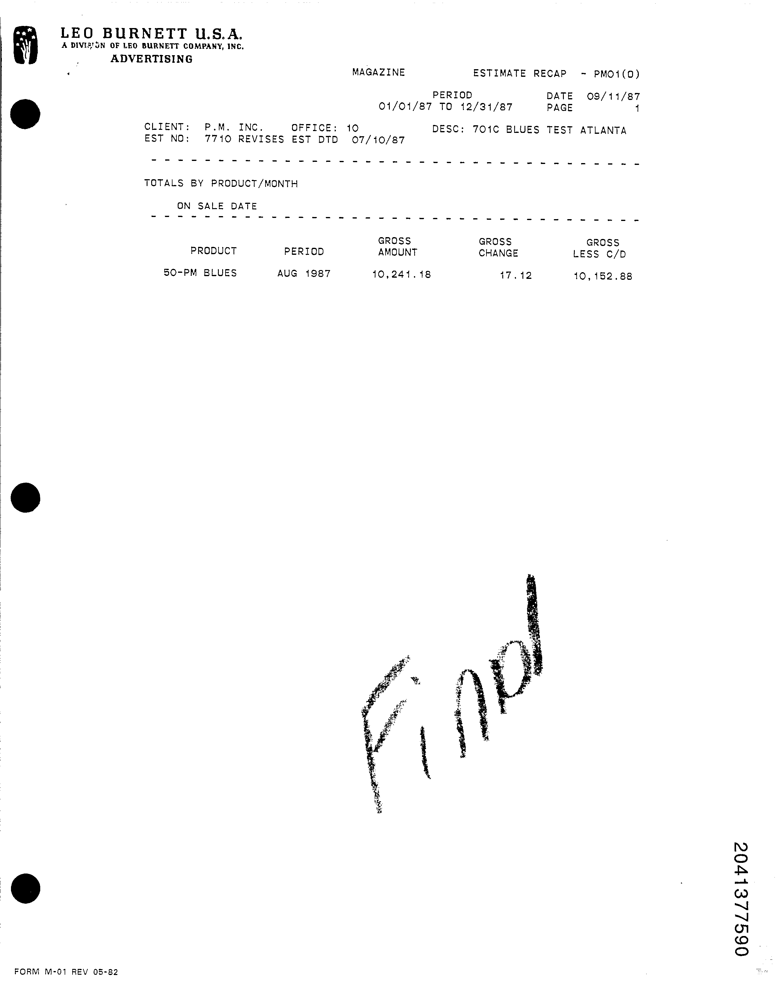 LEO BURNETT U.S.A.
A DIVISION OF LEO BURNETT COMPANY, INC.
ADVERTISING
MAGAZINE ESTIMATE RECAP - PM01(0)
PERIOD DATE 09/11/87
01/01/87 TO 12/31/87 PAGE 1
CLIENT: P.M. INC. OFFICE: 10 DESC: 701C BLUES TEST ATLANTA
EST NO: 7710 REVISES EST DTD 07/10/87
- - - - - - - - - - - - - - - - - - - - - - - - - - - - - - - - - - - - -
TOTALS BY PRODUCT/MONTH
ON SALE DATE
- - - - - - - - - - - - - - - - - - - - - - - - - - - - - - - - - - - - -
GROSS GROSS GROSS
PRODUCT PERIOD AMOUNT CHANGE LESS C/D
50-PM BLUES AUG 1987 10,241.18 17.12 10,152.88
Final
2041377590
FORM M-01 REV 05-82